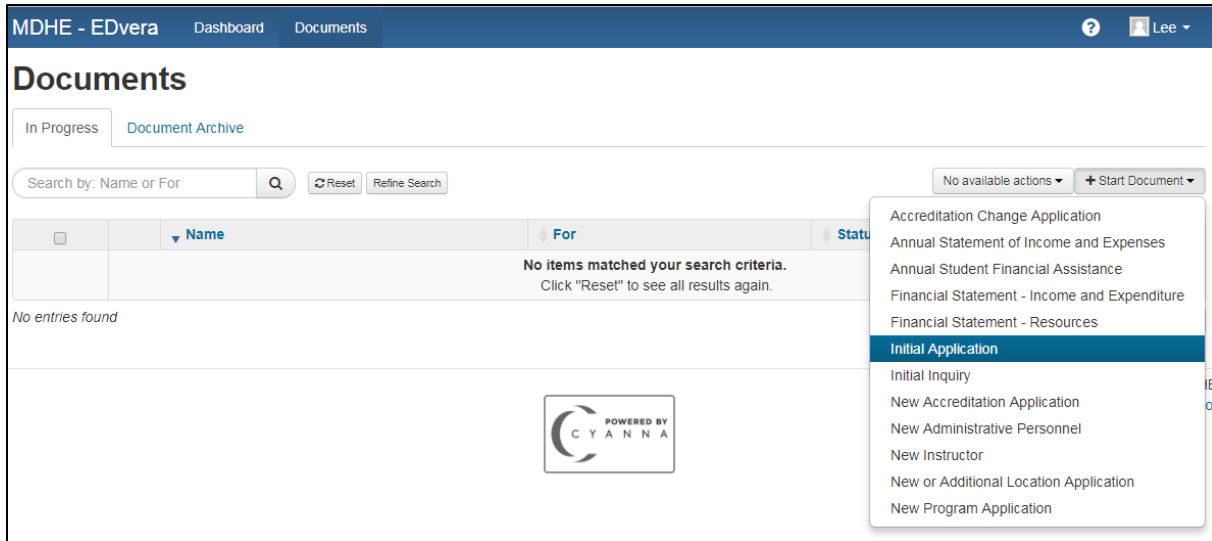 MDHE - EDvera Dashboard Documents ? Lee
Documents
In Progress Document Archive
Search by: Name or For Reset Refine Search No available actions + Start Document
Name For Statu
No items matched your search criteria.
Click "Reset" to see all results again.
No entries found
Accreditation Change Application
Annual Statement of Income and Expenses
Annual Student Financial Assistance
Financial Statement - Income and Expenditure
Financial Statement - Resources
Initial Application
Initial Inquiry
New Accreditation Application
New Administrative Personnel
New Instructor
New or Additional Location Application
New Program Application
POWERED BY
CYANNA